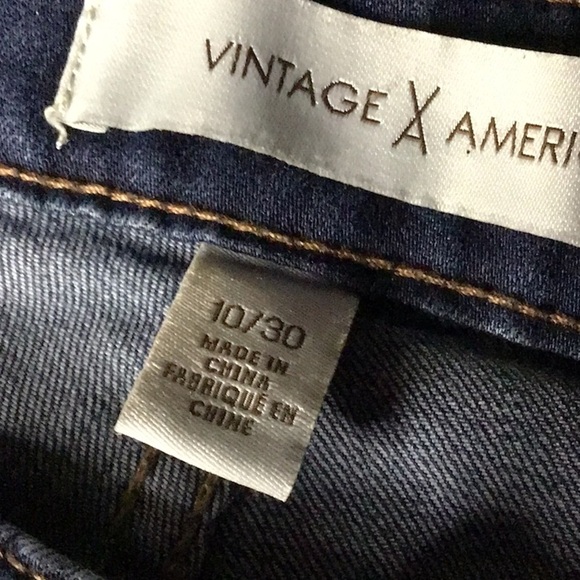 VINTAGE AMERI
10/30
MADE IN
CHINA
FABRIQUÉ EN
CHINE